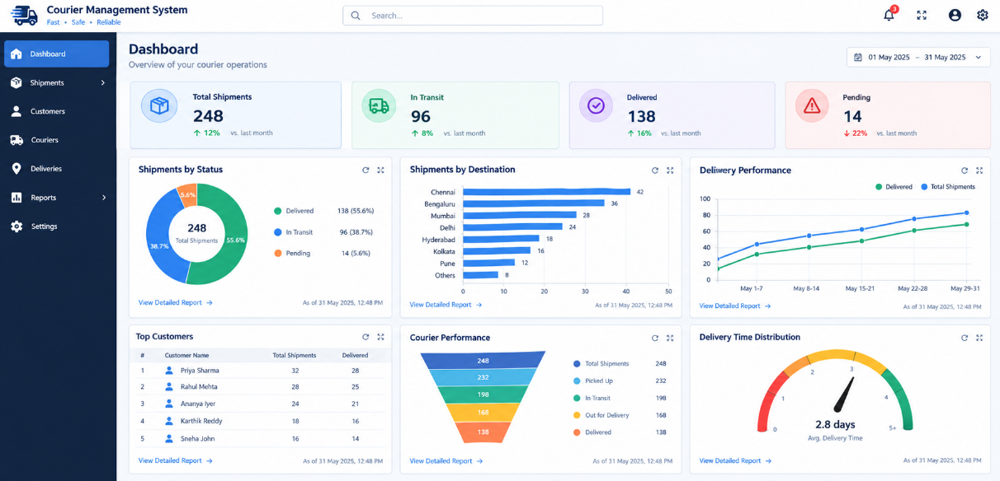 Courier Management System
Fast • Safe • Reliable
Search...
3
Dashboard
Shipments
Customers
Couriers
Deliveries
Reports
Settings
Dashboard
Overview of your courier operations
01 May 2025 – 31 May 2025
Total Shipments
248
↑ 12% vs. last month
In Transit
96
↑ 8% vs. last month
Delivered
138
↑ 16% vs. last month
Pending
14
↓ 22% vs. last month
Shipments by Status
5.6%
38.7%
55.6%
248
Total Shipments
Delivered 138 (55.6%)
In Transit 96 (38.7%)
Pending 14 (5.6%)
View Detailed Report →
As of 31 May 2025, 12:48 PM
Shipments by Destination
Chennai 42
Bengaluru 36
Mumbai 28
Delhi 24
Hyderabad 18
Kolkata 16
Pune 12
Others 8
0 10 20 30 40 50
View Detailed Report →
As of 31 May 2025, 12:48 PM
Delivery Performance
Delivered Total Shipments
100
80
60
40
20
0
May 1-7 May 8-14 May 15-21 May 22-28 May 29-31
View Detailed Report →
As of 31 May 2025, 12:48 PM
Top Customers
# Customer Name Total Shipments Delivered
1 Priya Sharma 32 28
2 Rahul Mehta 28 25
3 Ananya Iyer 24 21
4 Karthik Reddy 18 16
5 Sneha John 16 14
View Detailed Report →
As of 31 May 2025, 12:48 PM
Courier Performance
248
232
198
168
138
Total Shipments 248
Picked Up 232
In Transit 198
Out for Delivery 168
Delivered 138
View Detailed Report →
As of 31 May 2025, 12:48 PM
Delivery Time Distribution
0
1
2
3
4
5+
2.8 days
Avg. Delivery Time
View Detailed Report →
As of 31 May 2025, 12:48 PM